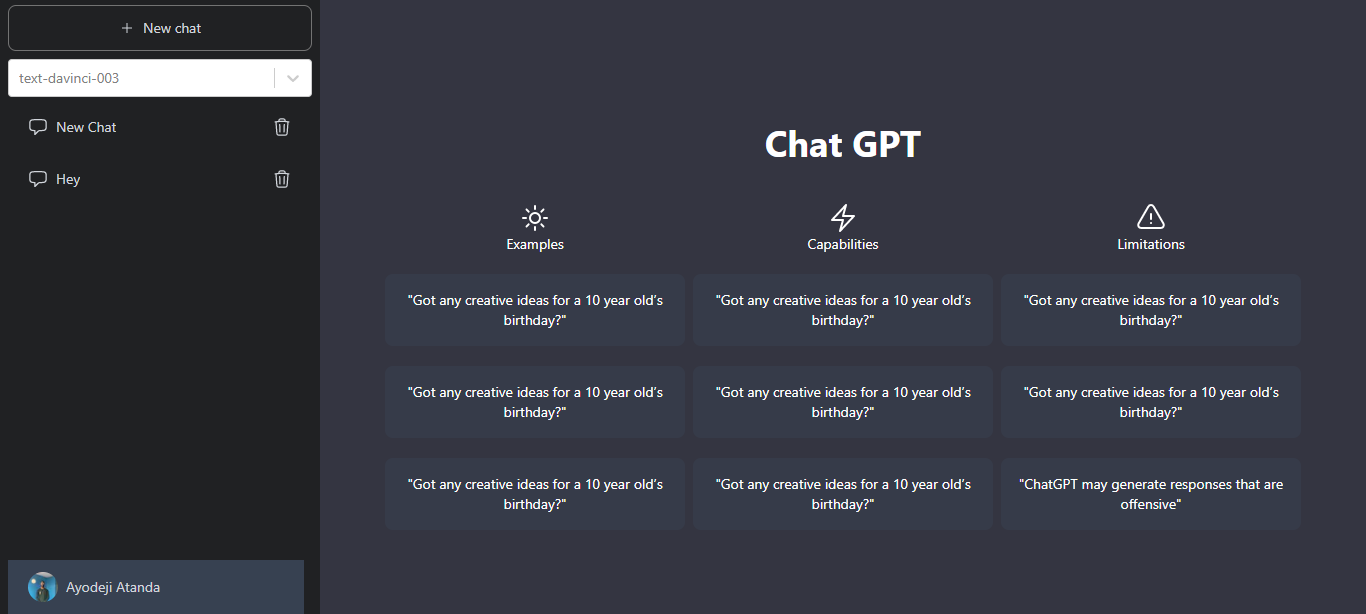 + New chat
text-davinci-003
New Chat
Hey
Ayodeji Atanda
Chat GPT
Examples
Capabilities
Limitations
"Got any creative ideas for a 10 year old's
birthday?"
"Got any creative ideas for a 10 year old's
birthday?"
"Got any creative ideas for a 10 year old's
birthday?"
"Got any creative ideas for a 10 year old's
birthday?"
"Got any creative ideas for a 10 year old's
birthday?"
"Got any creative ideas for a 10 year old's
birthday?"
"Got any creative ideas for a 10 year old's
birthday?"
"Got any creative ideas for a 10 year old's
birthday?"
"ChatGPT may generate responses that are
offensive"